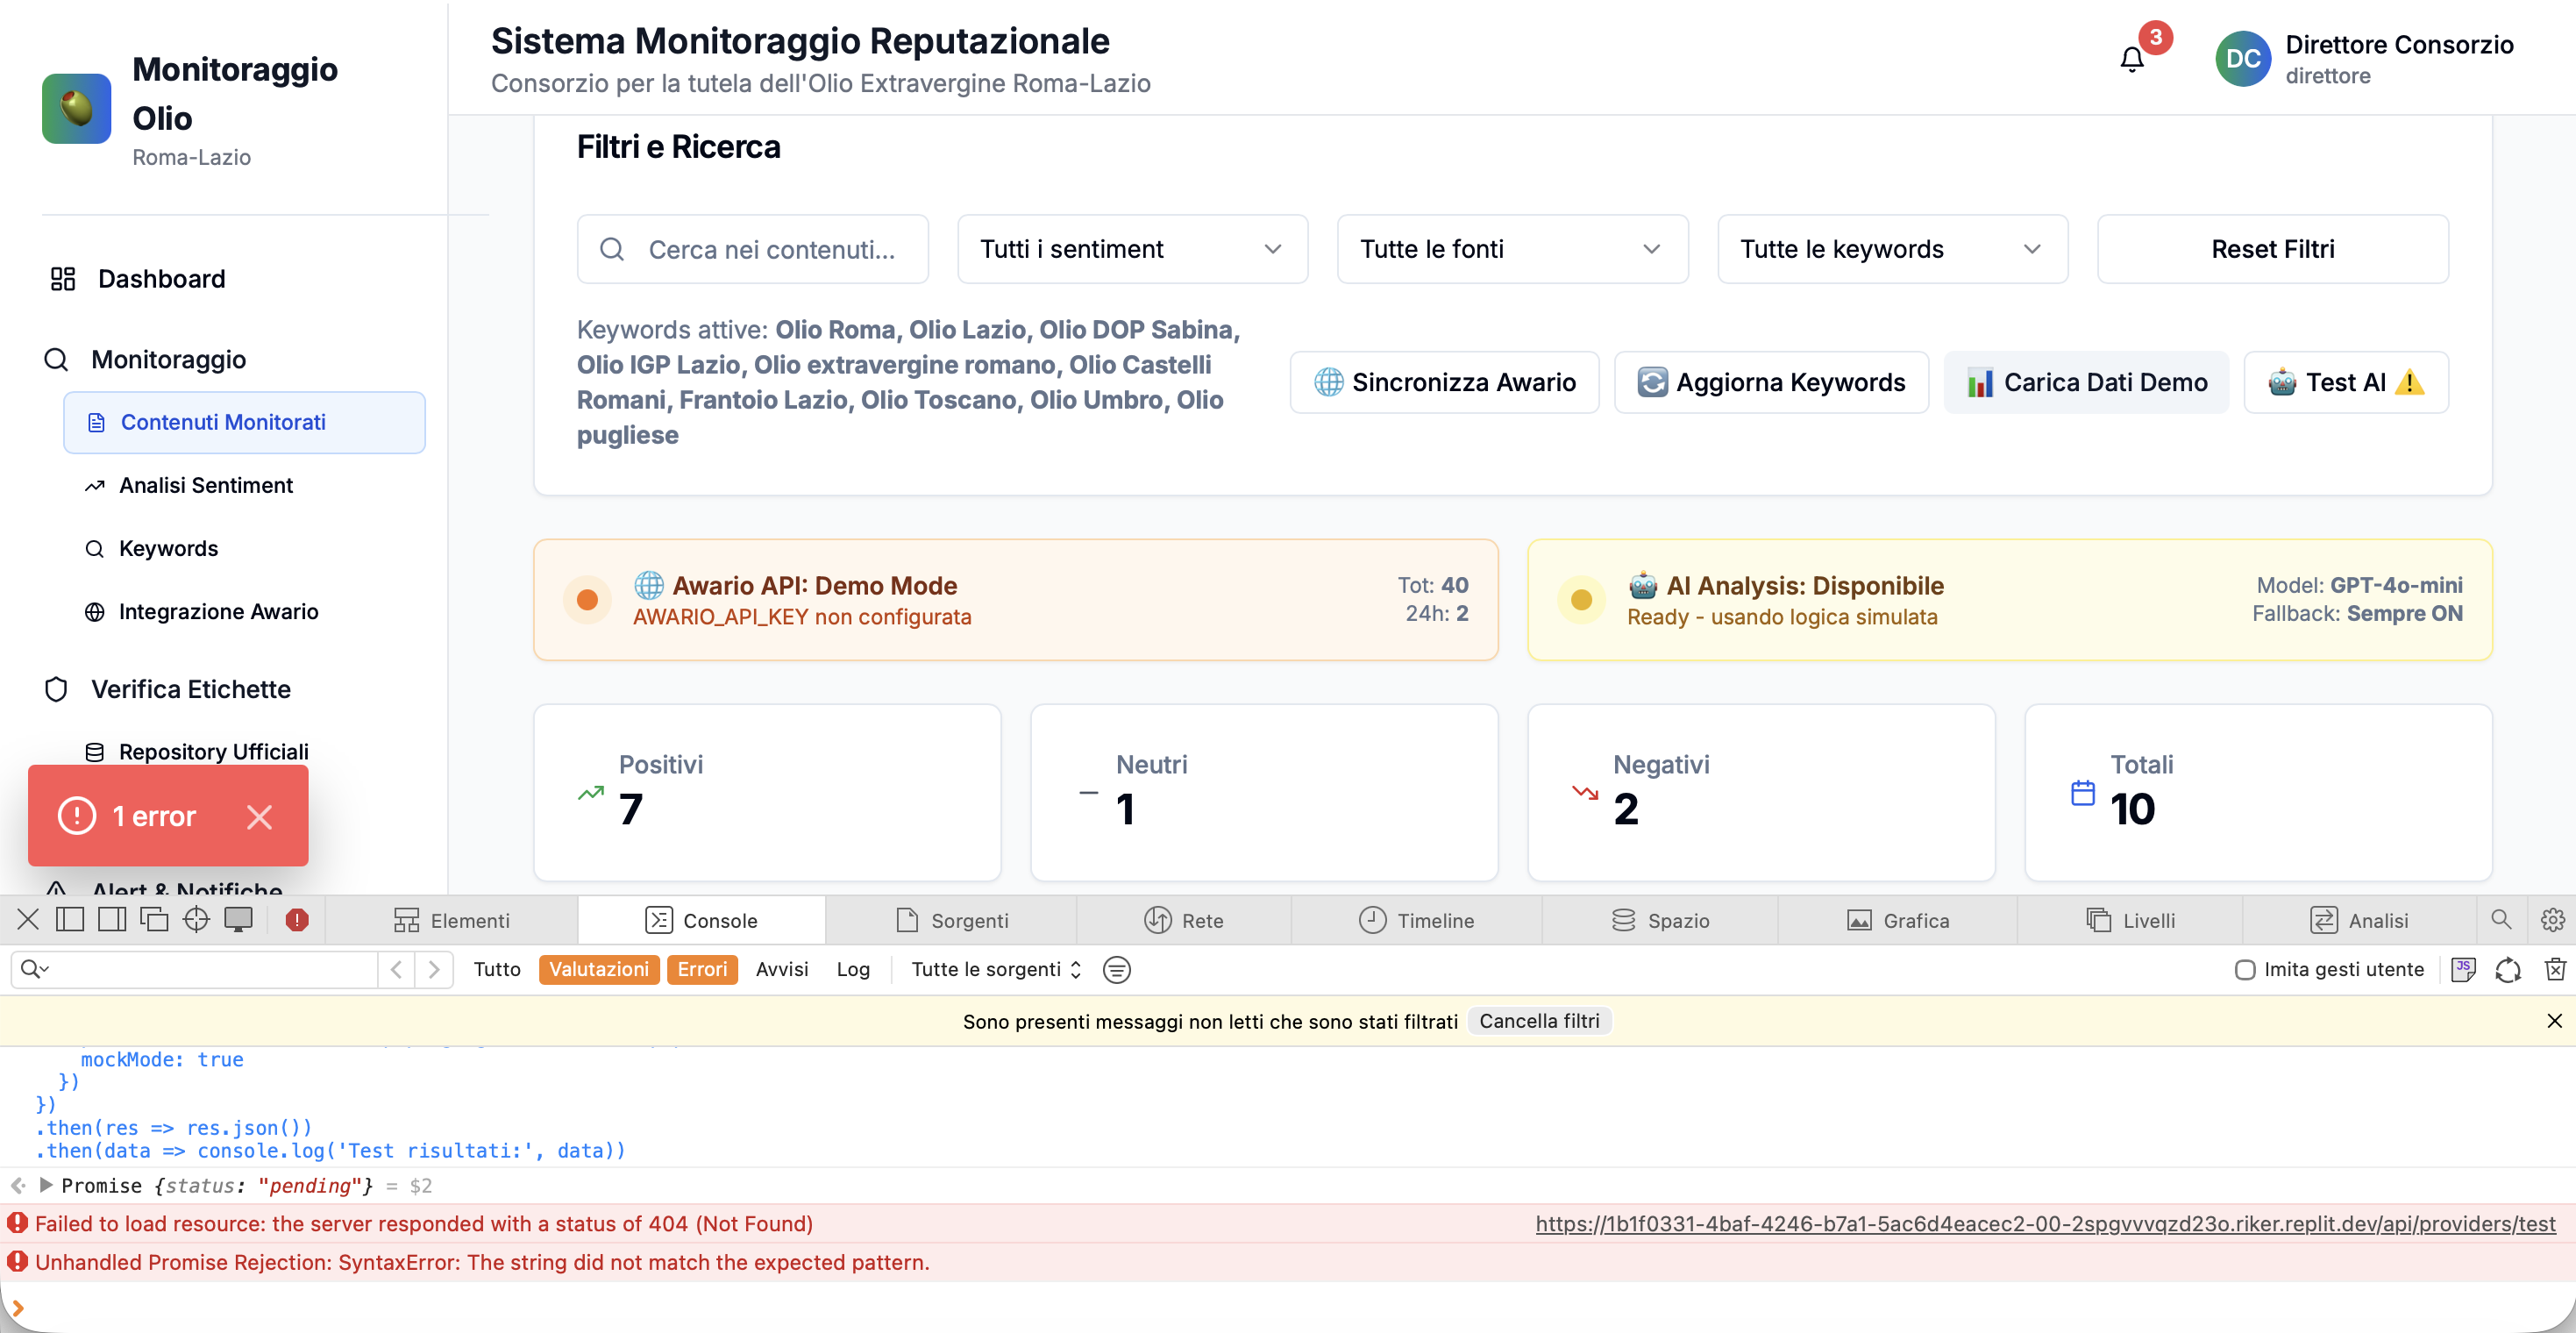 Monitoraggio
Olio
Roma-Lazio
Dashboard
Monitoraggio
Contenuti Monitorati
Analisi Sentiment
Keywords
Integrazione Awario
Verifica Etichette
Repository Ufficiali
1 error
Alert & Notifiche
Sistema Monitoraggio Reputazionale
Consorzio per la tutela dell'Olio Extravergine Roma-Lazio
3
DC
Direttore Consorzio
direttore
Filtri e Ricerca
Cerca nei contenuti...
Tutti i sentiment
Tutte le fonti
Tutte le keywords
Reset Filtri
Keywords attive: Olio Roma, Olio Lazio, Olio DOP Sabina,
Olio IGP Lazio, Olio extravergine romano, Olio Castelli
Romani, Frantoio Lazio, Olio Toscano, Olio Umbro, Olio
pugliese
Sincronizza Awario
Aggiorna Keywords
Carica Dati Demo
Test AI
Awario API: Demo Mode
AWARIO_API_KEY non configurata
Tot: 40
24h: 2
AI Analysis: Disponibile
Ready - usando logica simulata
Model: GPT-4o-mini
Fallback: Sempre ON
Positivi
7
Neutri
1
Negativi
2
Totali
10
Elementi
Console
Sorgenti
Rete
Timeline
Spazio
Grafica
Livelli
Analisi
Tutto
Valutazioni
Errori
Avvisi
Log
Tutte le sorgenti
Imita gesti utente
JS
Sono presenti messaggi non letti che sono stati filtrati
Cancella filtri
mockMode: true
})
})
.then(res => res.json())
.then(data => console.log('Test risultati:', data))
Promise {status: "pending"} = $2
Failed to load resource: the server responded with a status of 404 (Not Found)
https://1b1f0331-4baf-4246-b7a1-5ac6d4eacec2-00-2spgvvvqzd23o.riker.replit.dev/api/providers/test
Unhandled Promise Rejection: SyntaxError: The string did not match the expected pattern.